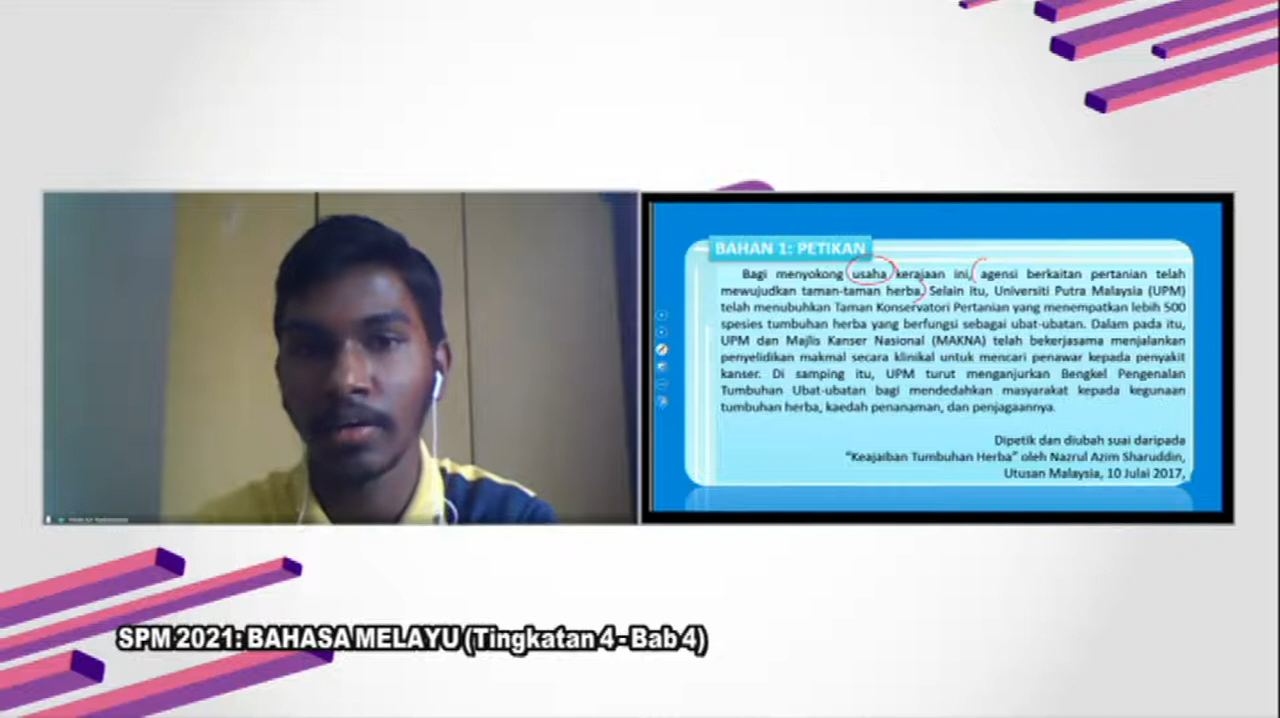 BAHAN 1: PETIKAN
Bagi menyokong usaha kerajaan ini, agensi berkaitan pertanian telah
mewujudkan taman-taman herba. Selain itu, Universiti Putra Malaysia (UPM)
telah menubuhkan Taman Konservatori Pertanian yang menempatkan lebih 500
spesies tumbuhan herba yang berfungsi sebagai ubat-ubatan. Dalam pada itu,
UPM dan Majlis Kanser Nasional (MAKNA) telah bekerjasama menjalankan
penyelidikan makmal secara klinikal untuk mencari penawar kepada penyakit
kanser. Di samping itu, UPM turut menganjurkan Bengkel Pengenalan
Tumbuhan Ubat-ubatan bagi mendedahkan masyarakat kepada kegunaan
tumbuhan herba, kaedah penanaman, dan penjagaannya.
Dipetik dan diubah suai daripada
“Keajaiban Tumbuhan Herba” oleh Nazrul Azim Sharuddin,
Utusan Malaysia, 10 Julai 2017,
SPM 2021: BAHASA MELAYU (Tingkatan 4 - Bab 4)